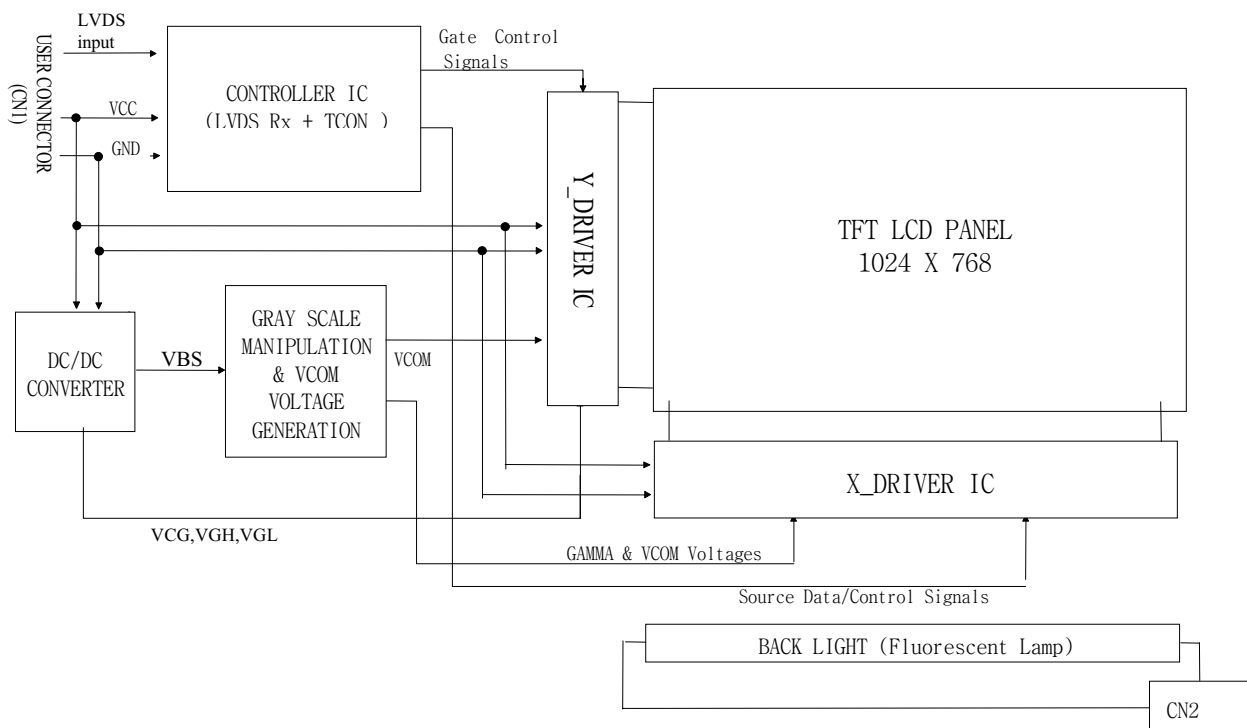 LVDS
input
USER CONNECTOR
(CN1)
VCC
GND
CONTROLLER IC
(LVDS Rx + TCON )
Gate Control
Signals
Y_DRIVER IC
TFT LCD PANEL
1024 X 768
DC/DC
CONVERTER
VBS
GRAY SCALE
MANIPULATION
& VCOM
VOLTAGE
GENERATION
VCOM
X_DRIVER IC
VCG,VGH,VGL
GAMMA & VCOM Voltages
Source Data/Control Signals
BACK LIGHT (Fluorescent Lamp)
CN2